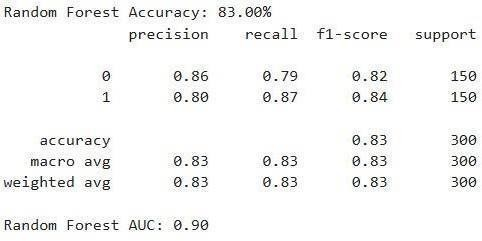 Random Forest Accuracy: 83.00%
precision recall f1-score support
0 0.86 0.79 0.82 150
1 0.80 0.87 0.84 150
accuracy 0.83 300
macro avg 0.83 0.83 0.83 300
weighted avg 0.83 0.83 0.83 300
Random Forest AUC: 0.90